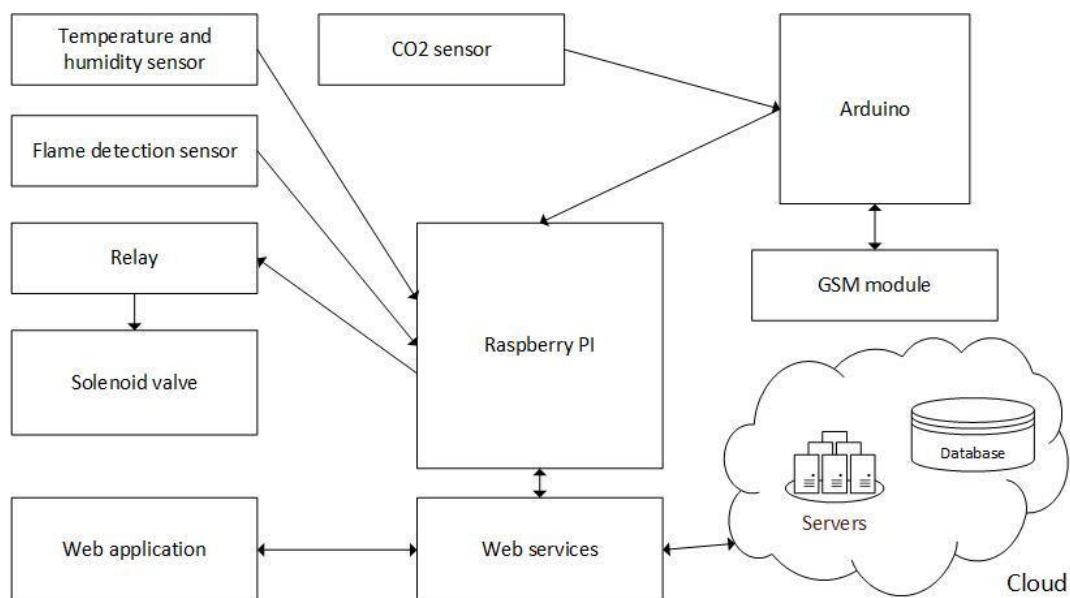 Temperature and
humidity sensor
CO2 sensor
Arduino
Flame detection sensor
Relay
GSM module
Raspberry PI
Solenoid valve
Database
Servers
Web application
Web services
Cloud